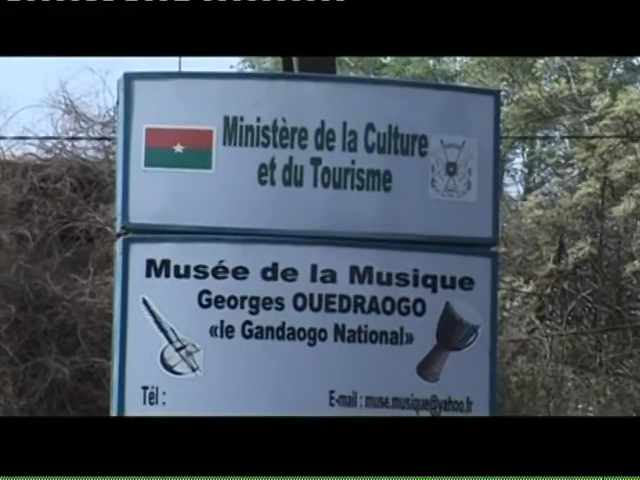 Ministère de la Culture
et du Tourisme
Musée de la Musique
Georges OUEDRAOGO
«le Gandaogo National»
Tél :
E-mail : muse.musique@yahoo.fr